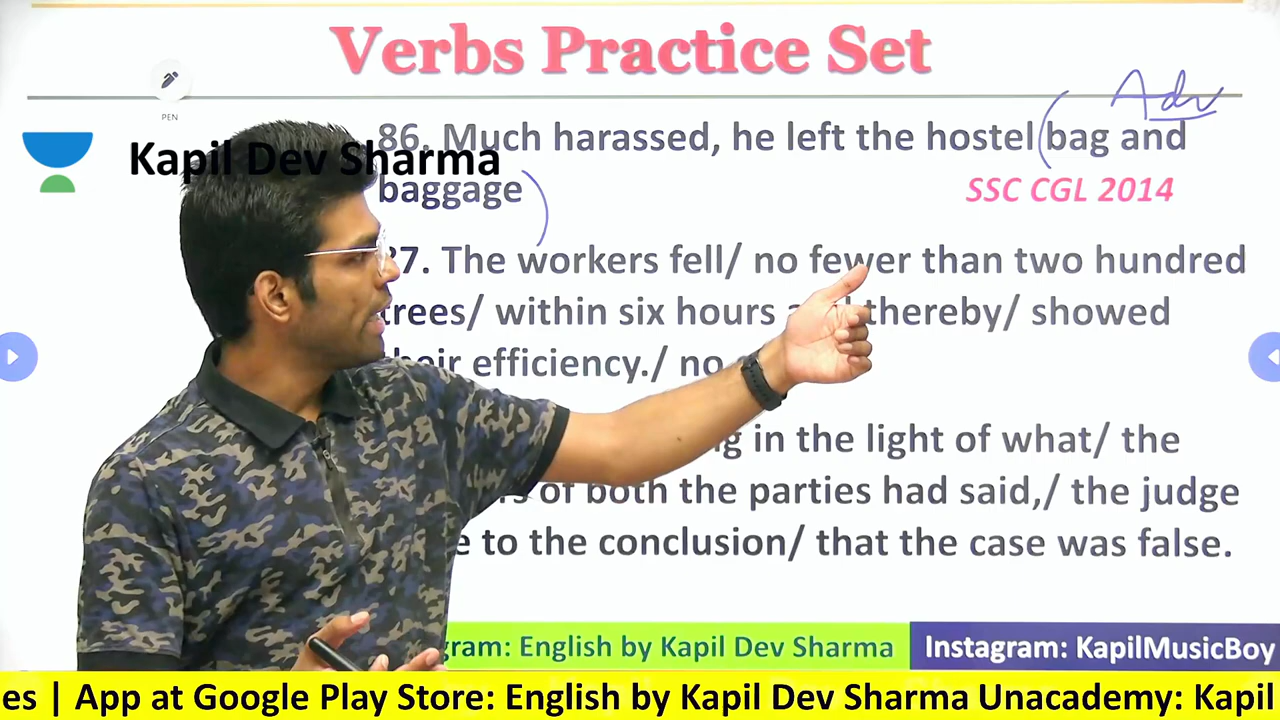 Verbs Practice Set
Adv
PEN
86. Much harassed, he left the hostel (bag and
Kapil Dev Sharma
baggage)
SSC CGL 2014
7. The workers fell/ no fewer than two hundred
trees/ within six hours thereby/ showed
their efficiency./ no
in the light of what/ the
of both the parties had said,/ the judge
to the conclusion/ that the case was false.
gram: English by Kapil Dev Sharma
Instagram: KapilMusicBoy
es | App at Google Play Store: English by Kapil Dev Sharma Unacademy: Kapil